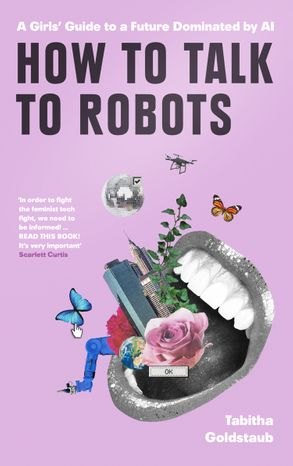 A Girls' Guide to a Future Dominated by AI
HOW TO TALK
TO ROBOTS
'In order to fight
the feminist tech
fight, we need to
be informed! ...
READ THIS BOOK!
It's very important'
Scarlett Curtis
OK
Tabitha
Goldstaub